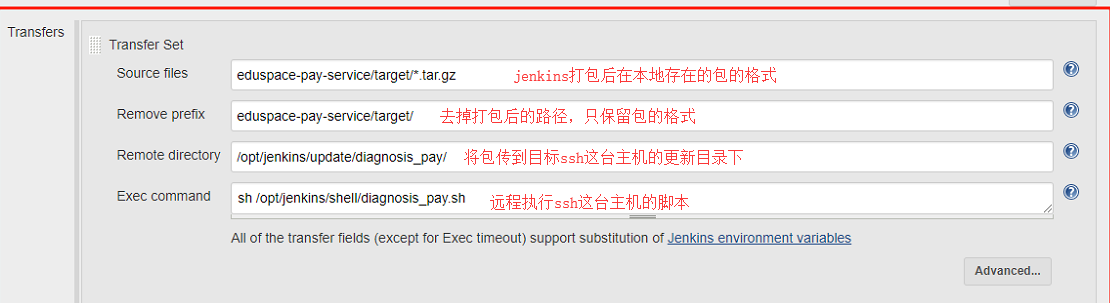 Transfers
Transfer Set
Source files
eduspace-pay-service/target/*.tar.gz jenkins打包后在本地存在的包的格式
Remove prefix
eduspace-pay-service/target/ 去掉打包后的路径，只保留包的格式
Remote directory
/opt/jenkins/update/diagnosis_pay/ 将包传到目标ssh这台主机的更新目录下
Exec command
sh /opt/jenkins/shell/diagnosis_pay.sh 远程执行ssh这台主机的脚本
All of the transfer fields (except for Exec timeout) support substitution of Jenkins environment variables
Advanced...